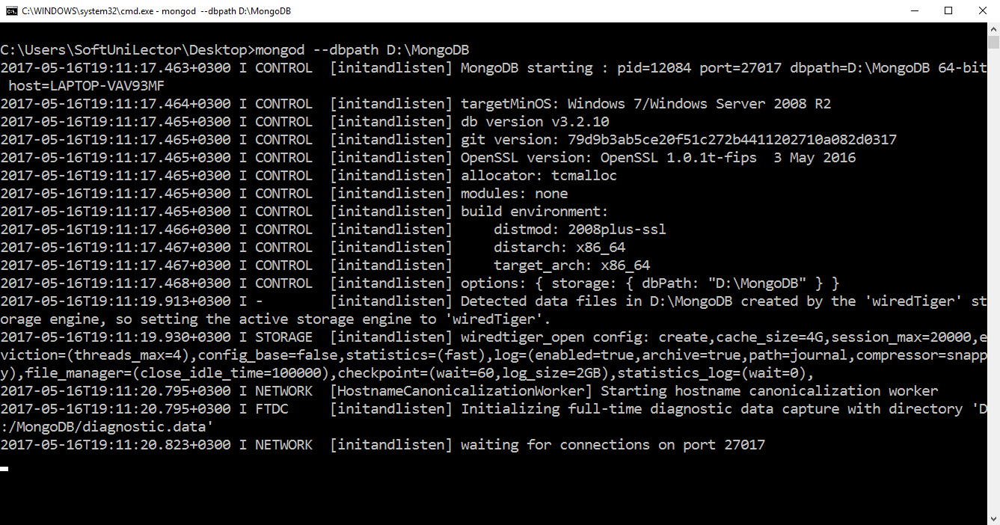 C:\WINDOWS\system32\cmd.exe - mongod  --dbpath D:\MongoDB
C:\Users\SoftUniLector\Desktop>mongod --dbpath D:\MongoDB
2017-05-16T19:11:17.463+0300 I CONTROL  [initandlisten] MongoDB starting : pid=12084 port=27017 dbpath=D:\MongoDB 64-bit
 host=LAPTOP-VAV93MF
2017-05-16T19:11:17.464+0300 I CONTROL  [initandlisten] targetMinOS: Windows 7/Windows Server 2008 R2
2017-05-16T19:11:17.465+0300 I CONTROL  [initandlisten] db version v3.2.10
2017-05-16T19:11:17.465+0300 I CONTROL  [initandlisten] git version: 79d9b3ab5ce20f51c272b4411202710a082d0317
2017-05-16T19:11:17.465+0300 I CONTROL  [initandlisten] OpenSSL version: OpenSSL 1.0.1t-fips  3 May 2016
2017-05-16T19:11:17.465+0300 I CONTROL  [initandlisten] allocator: tcmalloc
2017-05-16T19:11:17.465+0300 I CONTROL  [initandlisten] modules: none
2017-05-16T19:11:17.465+0300 I CONTROL  [initandlisten] build environment:
2017-05-16T19:11:17.466+0300 I CONTROL  [initandlisten]     distmod: 2008plus-ssl
2017-05-16T19:11:17.467+0300 I CONTROL  [initandlisten]     distarch: x86_64
2017-05-16T19:11:17.467+0300 I CONTROL  [initandlisten]     target_arch: x86_64
2017-05-16T19:11:17.468+0300 I CONTROL  [initandlisten] options: { storage: { dbPath: "D:\MongoDB" } }
2017-05-16T19:11:19.913+0300 I -        [initandlisten] Detected data files in D:\MongoDB created by the 'wiredTiger' st
orage engine, so setting the active storage engine to 'wiredTiger'.
2017-05-16T19:11:19.930+0300 I STORAGE  [initandlisten] wiredtiger_open config: create,cache_size=4G,session_max=20000,e
viction=(threads_max=4),config_base=false,statistics=(fast),log=(enabled=true,archive=true,path=journal,compressor=snapp
y),file_manager=(close_idle_time=100000),checkpoint=(wait=60,log_size=2GB),statistics_log=(wait=0),
2017-05-16T19:11:20.795+0300 I NETWORK  [HostnameCanonicalizationWorker] Starting hostname canonicalization worker
2017-05-16T19:11:20.795+0300 I FTDC     [initandlisten] Initializing full-time diagnostic data capture with directory 'D
:/MongoDB/diagnostic.data'
2017-05-16T19:11:20.823+0300 I NETWORK  [initandlisten] waiting for connections on port 27017